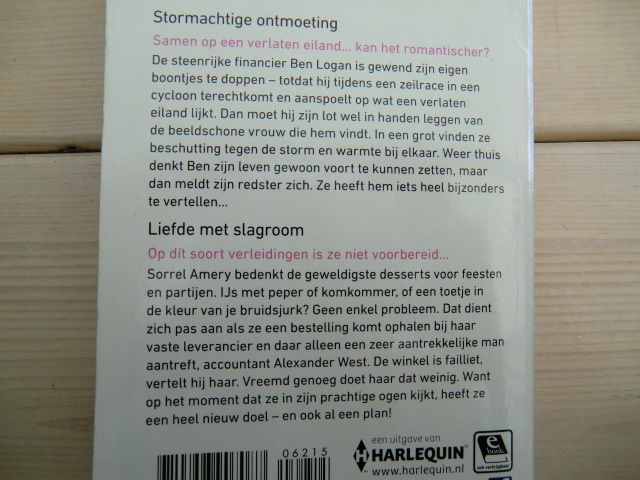 Stormachtige ontmoeting
Samen op een verlaten eiland... kan het romantischer?
De steenrijke financier Ben Logan is gewend zijn eigen
boontjes te doppen – totdat hij tijdens een zeilrace in een
cycloon terechtkomt en aanspoelt op wat een verlaten
eiland lijkt. Dan moet hij zijn lot wel in handen leggen van
de beeldschone vrouw die hem vindt. In een grot vinden ze
beschutting tegen de storm en warmte bij elkaar. Weer thuis
denkt Ben zijn leven gewoon voort te kunnen zetten, maar
dan meldt zijn redster zich. Ze heeft hem iets heel bijzonders
te vertellen...
Liefde met slagroom
Op dít soort verleidingen is ze niet voorbereid...
Sorrel Amery bedenkt de geweldigste desserts voor feesten
en partijen. IJs met peper of komkommer, of een toetje in
de kleur van je bruidsjurk? Geen enkel probleem. Dat dient
zich pas aan als ze een bestelling komt ophalen bij haar
vaste leverancier en daar alleen een zeer aantrekkelijke man
aantreft, accountant Alexander West. De winkel is failliet,
vertelt hij haar. Vreemd genoeg doet haar dat weinig. Want
op het moment dat ze in zijn prachtige ogen kijkt, heeft ze
een heel nieuw doel – en ook al een plan!
een uitgave van
HARLEQUIN®
www.harlequin.nl
e
book
ook verkrijgbaar
06215